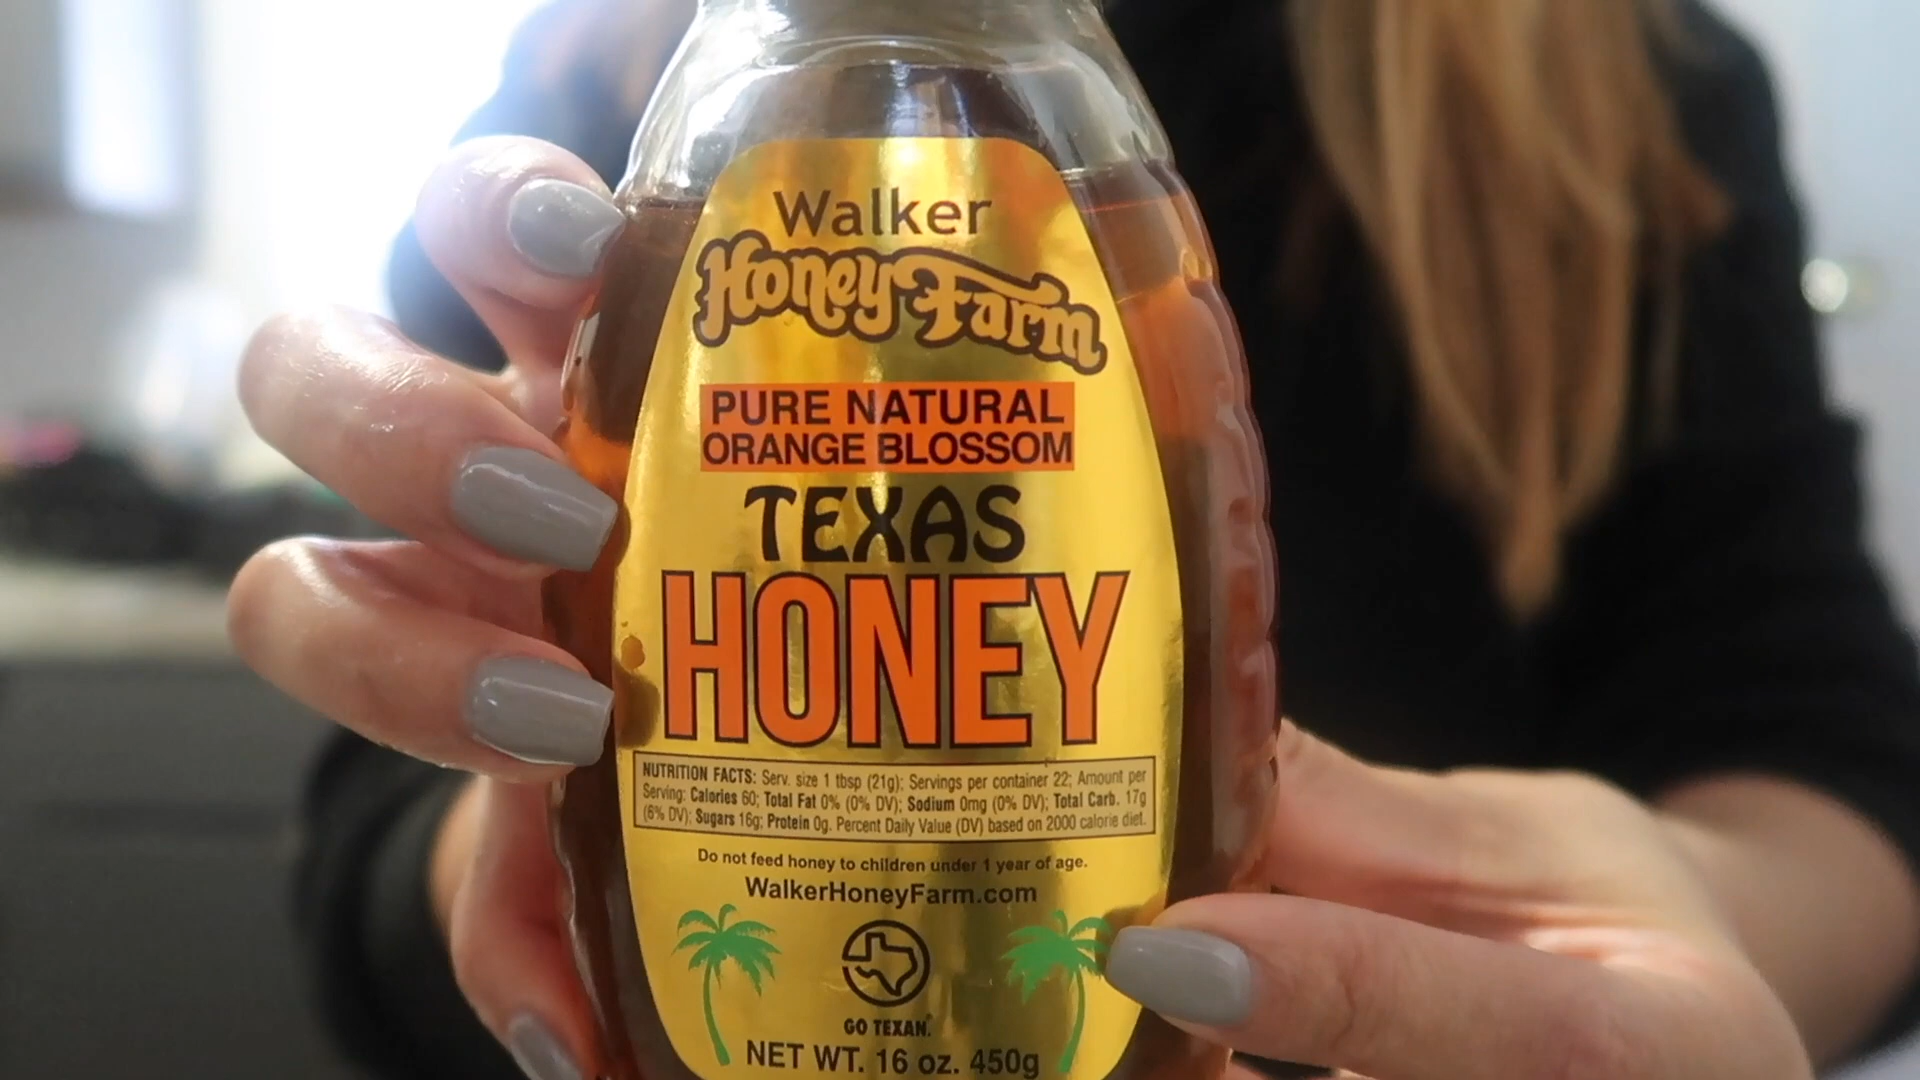 Walker
Honey Farm
PURE NATURAL
ORANGE BLOSSOM
TEXAS
HONEY
NUTRITION FACTS: Serv. size 1 tbsp (21g); Servings per container 22; Amount per
Serving: Calories 60; Total Fat 0% (0% DV); Sodium 0mg (0% DV); Total Carb. 17g
(6% DV); Sugars 16g; Protein 0g. Percent Daily Value (DV) based on 2000 calorie diet.
Do not feed honey to children under 1 year of age.
WalkerHoneyFarm.com
GO TEXAN.
NET WT. 16 oz. 450g